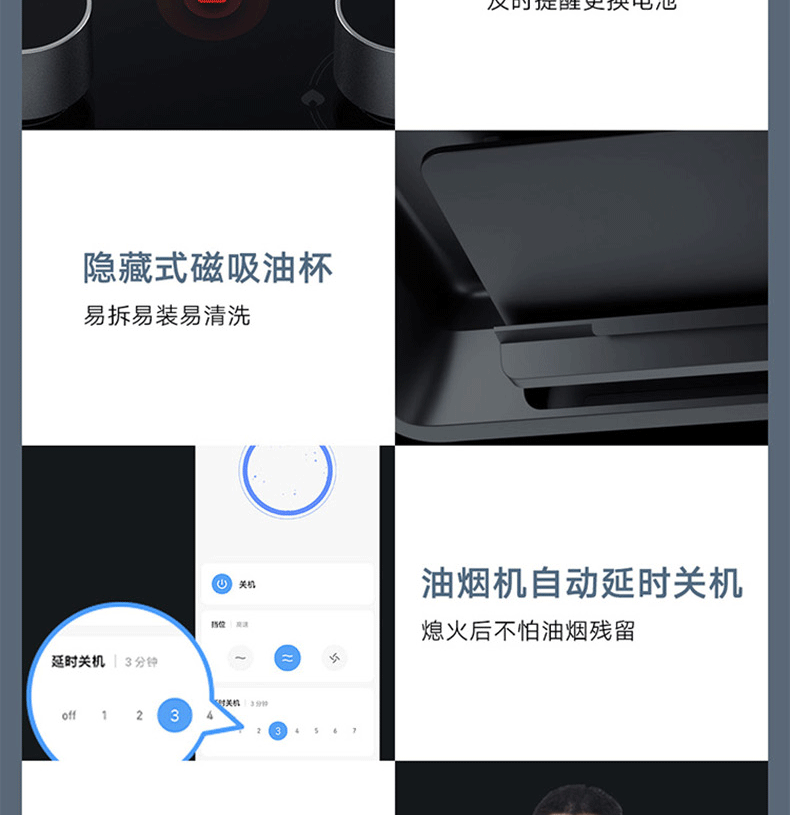 及时提醒更换电池
隐藏式磁吸油杯
易拆易装易清洗
关机
挡位 | 高速
延时关机 | 3 分钟
off 1 2 3 4
延时关机 | 3 分钟
1 2 3 4 5 6 7
油烟机自动延时关机
熄火后不怕油烟残留